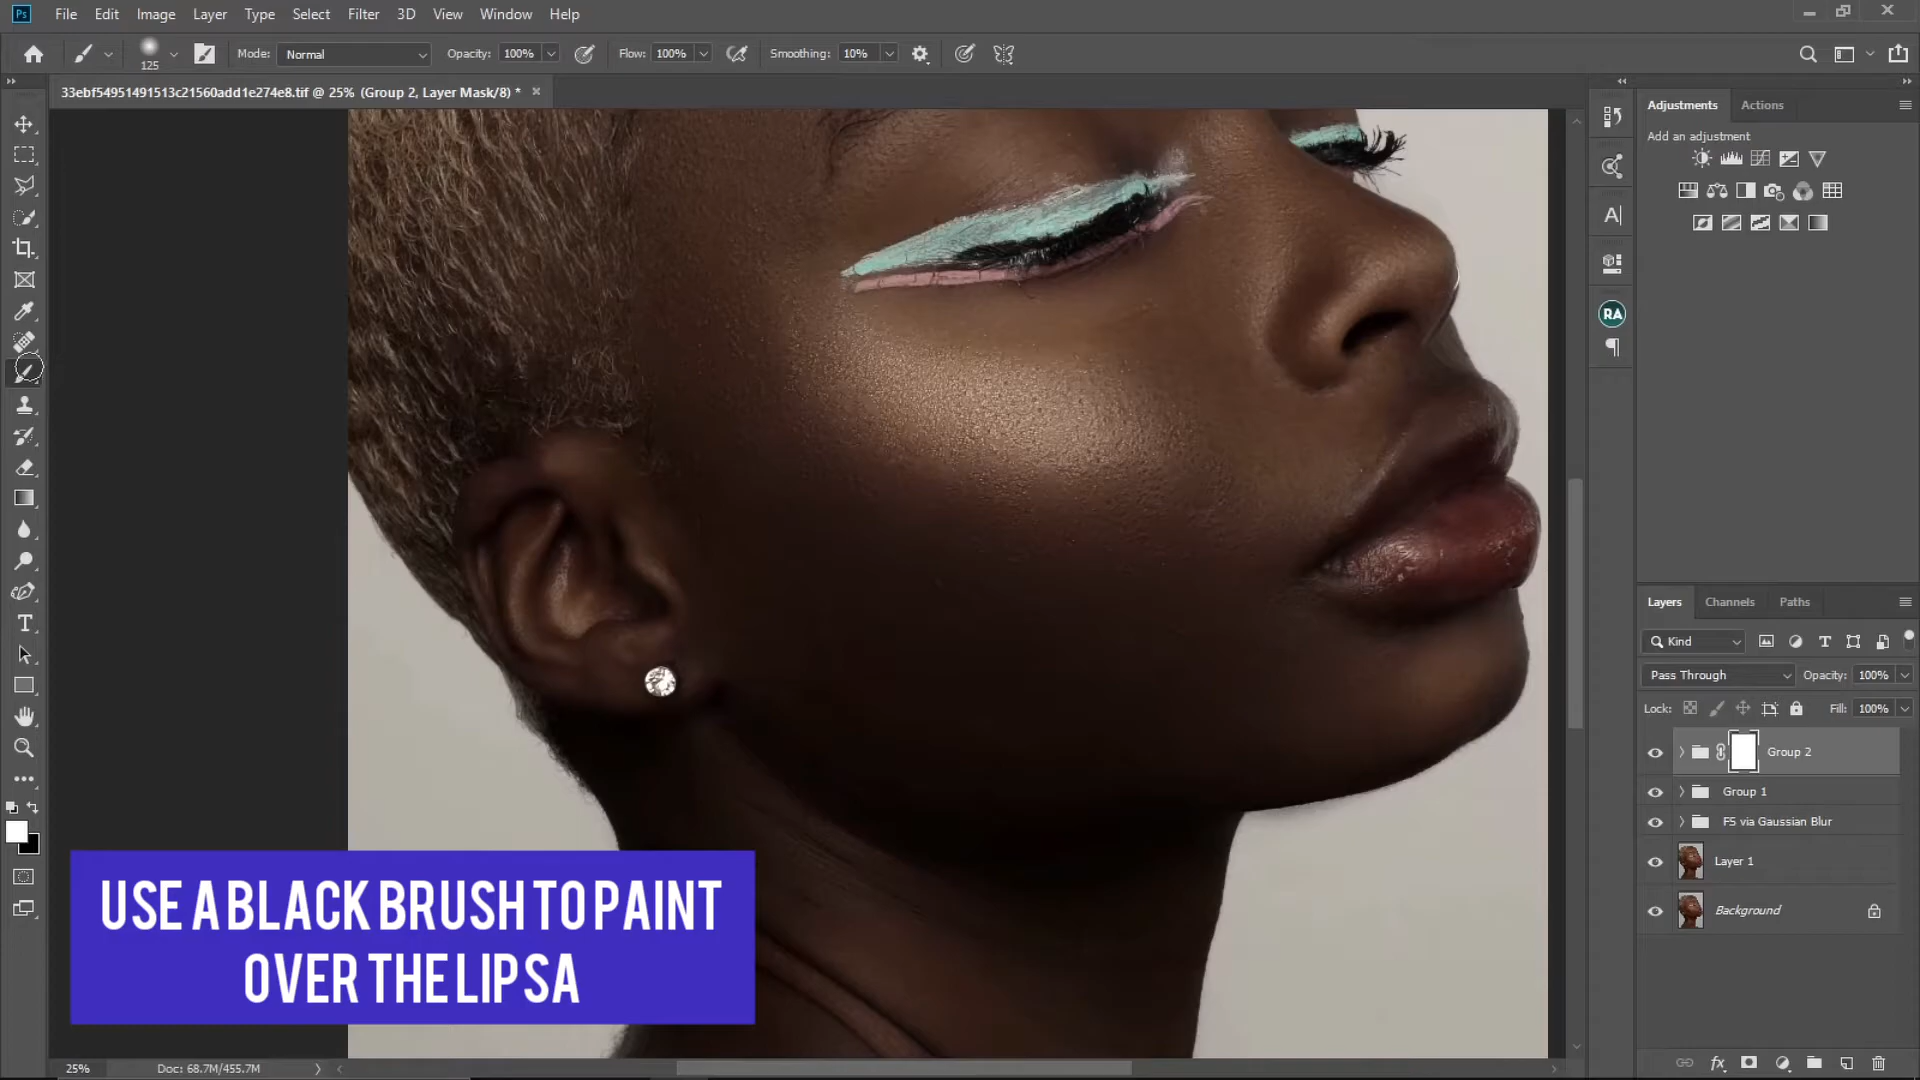 Ps File Edit Image Layer Type Select Filter 3D View Window Help
125 Mode: Normal Opacity: 100% Flow: 100% Smoothing: 10%
33ebf54951491513c21560add1e274e8.tif @ 25% (Group 2, Layer Mask/8) *
Adjustments Actions
Add an adjustment
A
RA
Layers Channels Paths
Kind
Pass Through Opacity: 100%
Lock: Fill: 100%
Group 2
Group 1
FS via Gaussian Blur
Layer 1
Background
USE A BLACK BRUSH TO PAINT
OVER THE LIPSA
25% Doc: 68.7M/455.7M